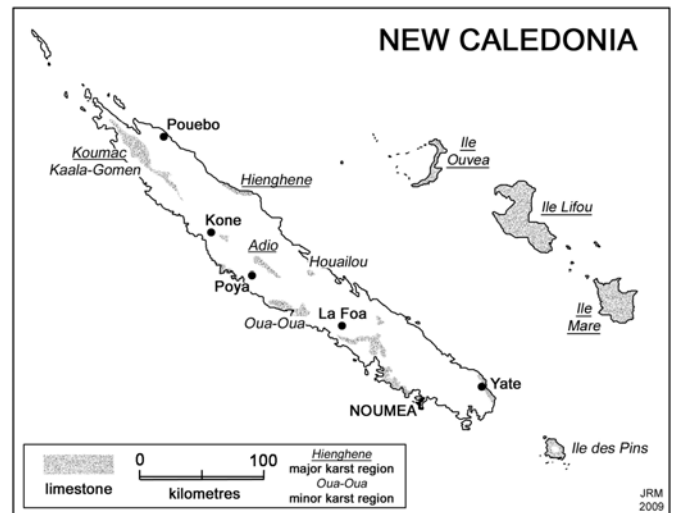 NEW CALEDONIA
Pouebo
Koumac
Kaala-Gomen
Hienghene
Ile
Ouvea
Ile Lifou
Kone
Adio
Houailou
Poya
Ile
Mare
Oua-Oua
La Foa
Yate
NOUMEA
Ile des Pins
limestone
0 100
kilometres
Hienghene
major karst region
Oua-Oua
minor karst region
JRM
2009